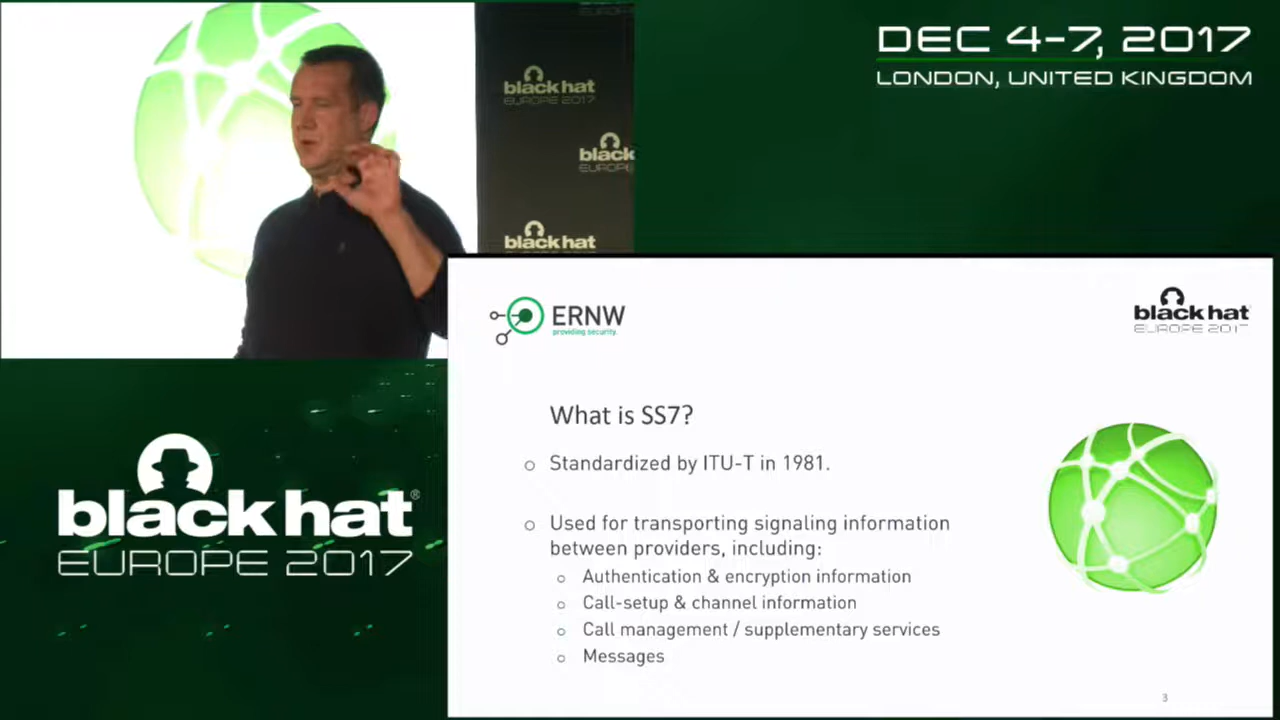 DEC 4-7, 2017
LONDON, UNITED KINGDOM
black hat
EUROPE 2017
black
EUROPE
black hat
ERNW
providing security.
black hat
EUROPE 2017
What is SS7?
Standardized by ITU-T in 1981.
Used for transporting signaling information
between providers, including:
Authentication & encryption information
Call-setup & channel information
Call management / supplementary services
Messages
3
black hat®
EUROPE 2017